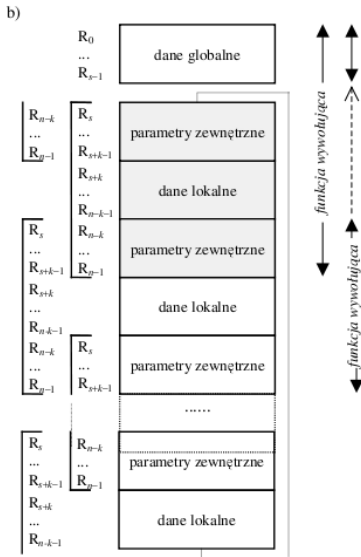 b)
R0
...
Rs−1
dane globalne
Rn-k
...
Rn−1
Rs
...
Rs+k-1
parametry zewnętrzne
Rs+k
...
Rn-k-1
dane lokalne
Rs
...
Rs+k-1
Rn-k
...
Rn−1
parametry zewnętrzne
Rs+k
...
Rn-k-1
dane lokalne
Rn-k
...
Rn−1
Rs
...
Rs+k-1
parametry zewnętrzne
......
Rs
...
Rs+k-1
Rn-k
...
Rn−1
parametry zewnętrzne
Rs+k
...
Rn-k-1
dane lokalne
funkcja wywołująca
funkcja wywołująca